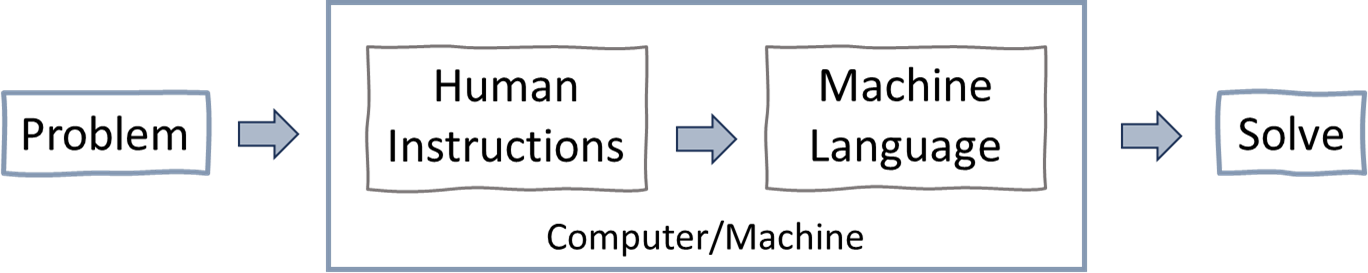 Problem
Human
Instructions
Machine
Language
Computer/Machine
Solve